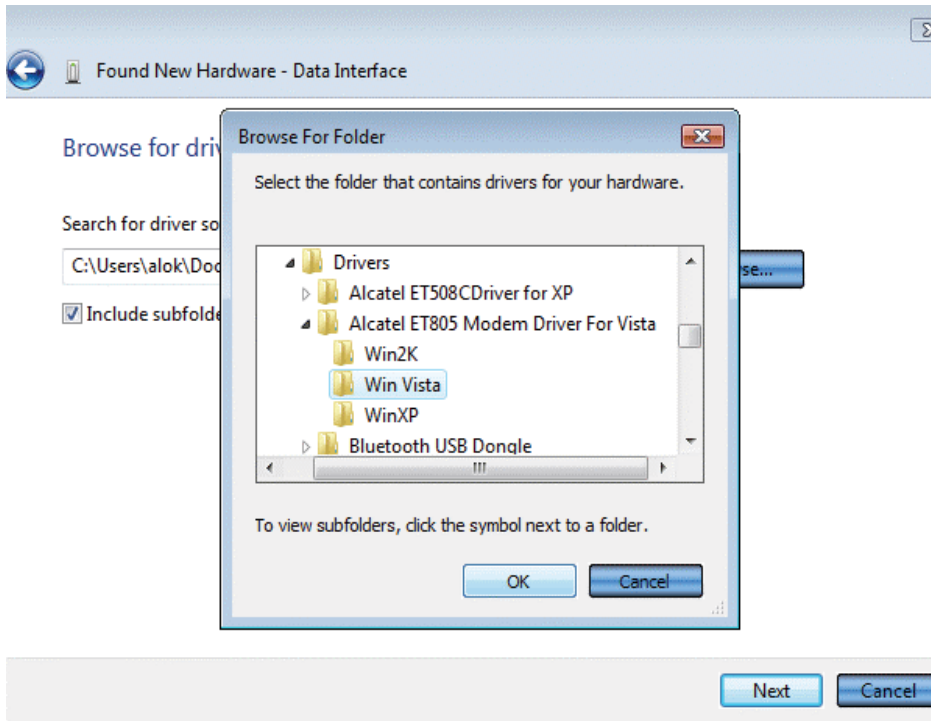 Found New Hardware - Data Interface
Browse for driv
Browse For Folder
Select the folder that contains drivers for your hardware.
Search for driver so
C:\Users\alok\Doc
se...
Include subfolde
Drivers
Alcatel ET508CDriver for XP
Alcatel ET805 Modem Driver For Vista
Win2K
Win Vista
WinXP
Bluetooth USB Dongle
To view subfolders, click the symbol next to a folder.
OK Cancel
Next Cancel